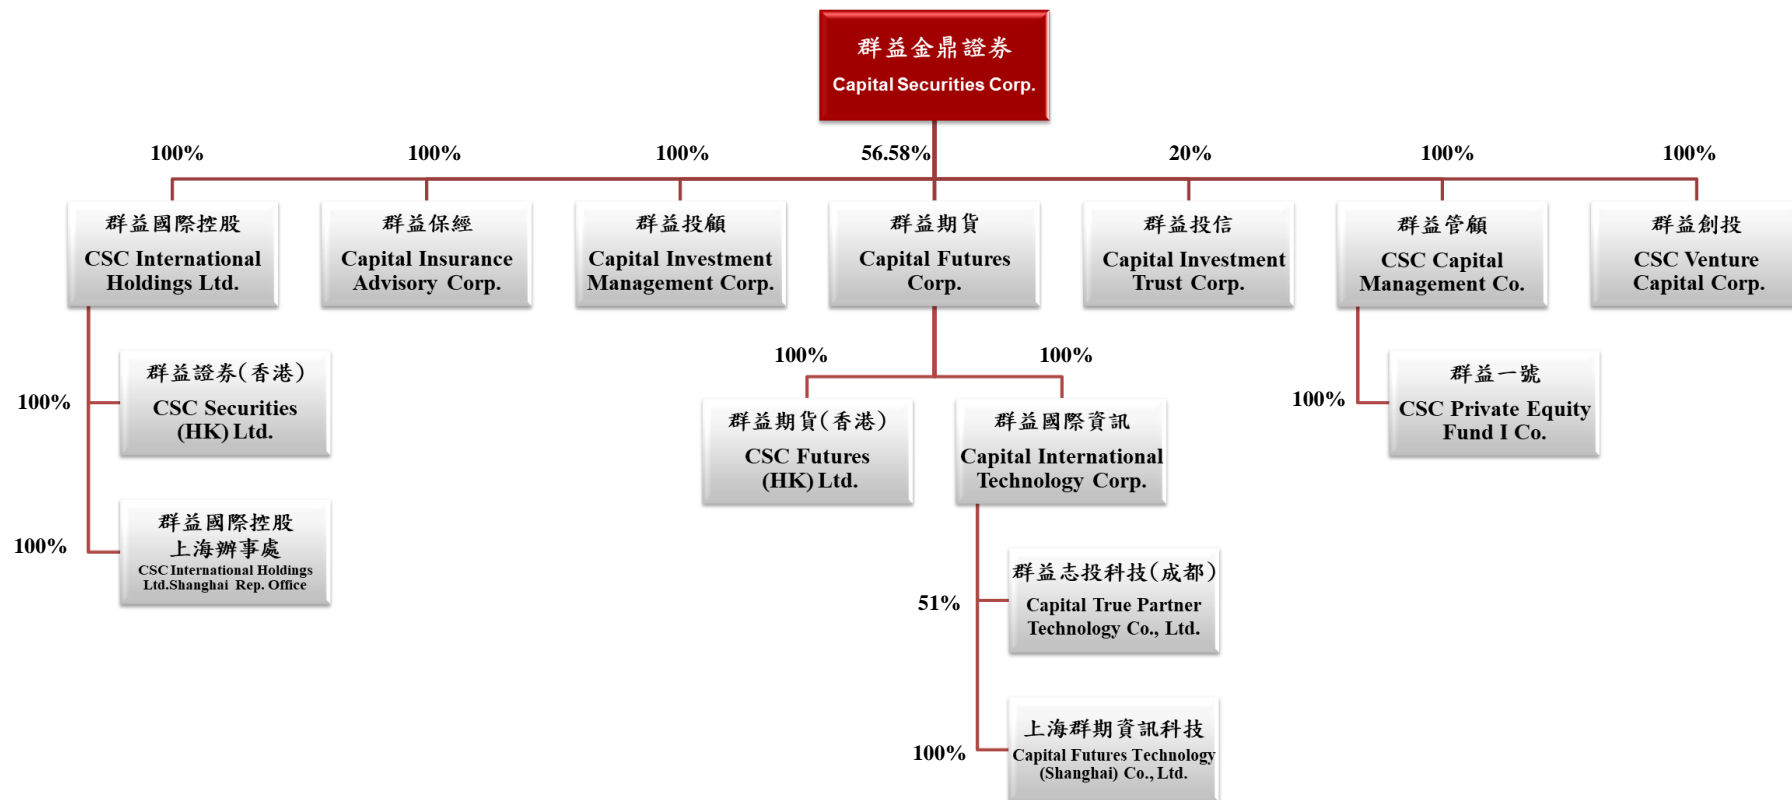 群益金鼎證券
Capital Securities Corp.
100%
100%
100%
56.58%
20%
100%
100%
群益國際控股
CSC International
Holdings Ltd.
群益保經
Capital Insurance
Advisory Corp.
群益投顧
Capital Investment
Management Corp.
群益期貨
Capital Futures
Corp.
群益投信
Capital Investment
Trust Corp.
群益管顧
CSC Capital
Management Co.
群益創投
CSC Venture
Capital Corp.
100%
群益證券(香港)
CSC Securities
(HK) Ltd.
100%
群益國際控股
上海辦事處
CSC International Holdings
Ltd.Shanghai Rep. Office
100%
100%
群益期貨(香港)
CSC Futures
(HK) Ltd.
群益國際資訊
Capital International
Technology Corp.
51%
群益志投科技(成都)
Capital True Partner
Technology Co., Ltd.
100%
上海群期資訊科技
Capital Futures Technology
(Shanghai) Co., Ltd.
100%
群益一號
CSC Private Equity
Fund I Co.